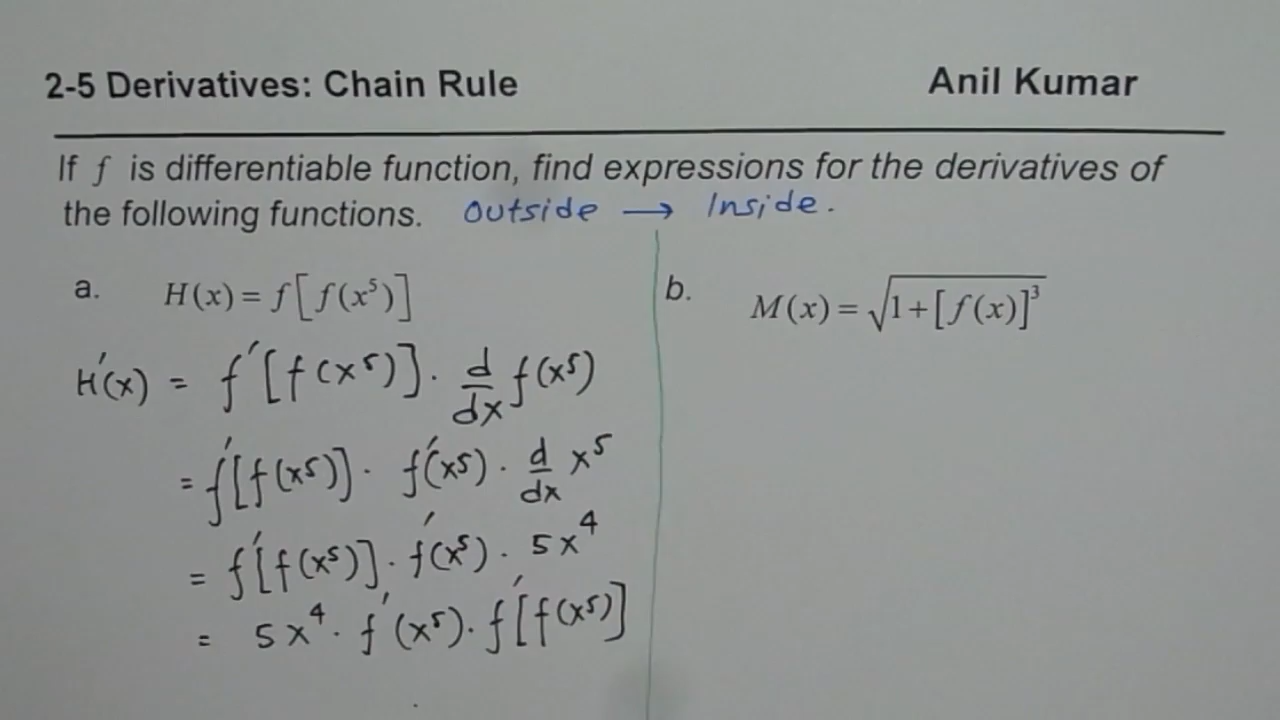 2-5 Derivatives: Chain Rule Anil Kumar
If f is differentiable function, find expressions for the derivatives of
the following functions. Outside → Inside.
a. H(x) = f[f(x⁵)]
H'(x) = f'[f(x⁵)] · d/dx f(x⁵)
= f'[f(x⁵)] · f'(x⁵) · d/dx x⁵
= f'[f(x⁵)] · f'(x⁵) · 5x⁴
= 5x⁴ · f'(x⁵) · f'[f(x⁵)]
b. M(x) = √(1+[f(x)]³)